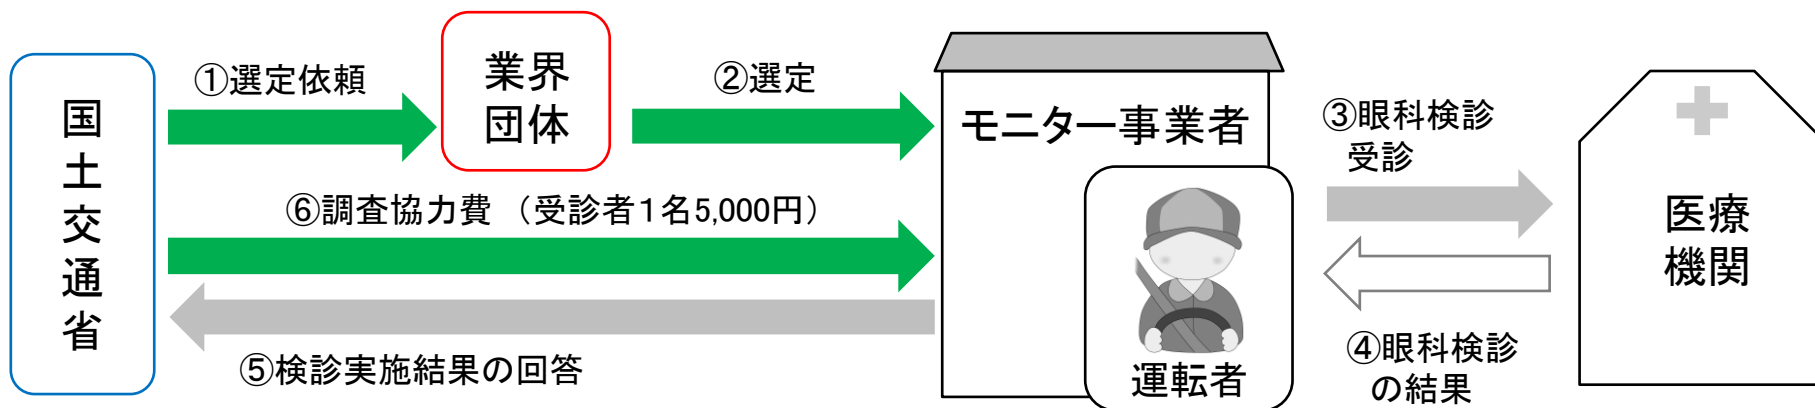 国土交通省
①選定依頼
業界
団体
②選定
モニター事業者
③眼科検診
受診
⑥調査協力費 （受診者１名5,000円）
医療
機関
⑤検診実施結果の回答
運転者
④眼科検診
の結果